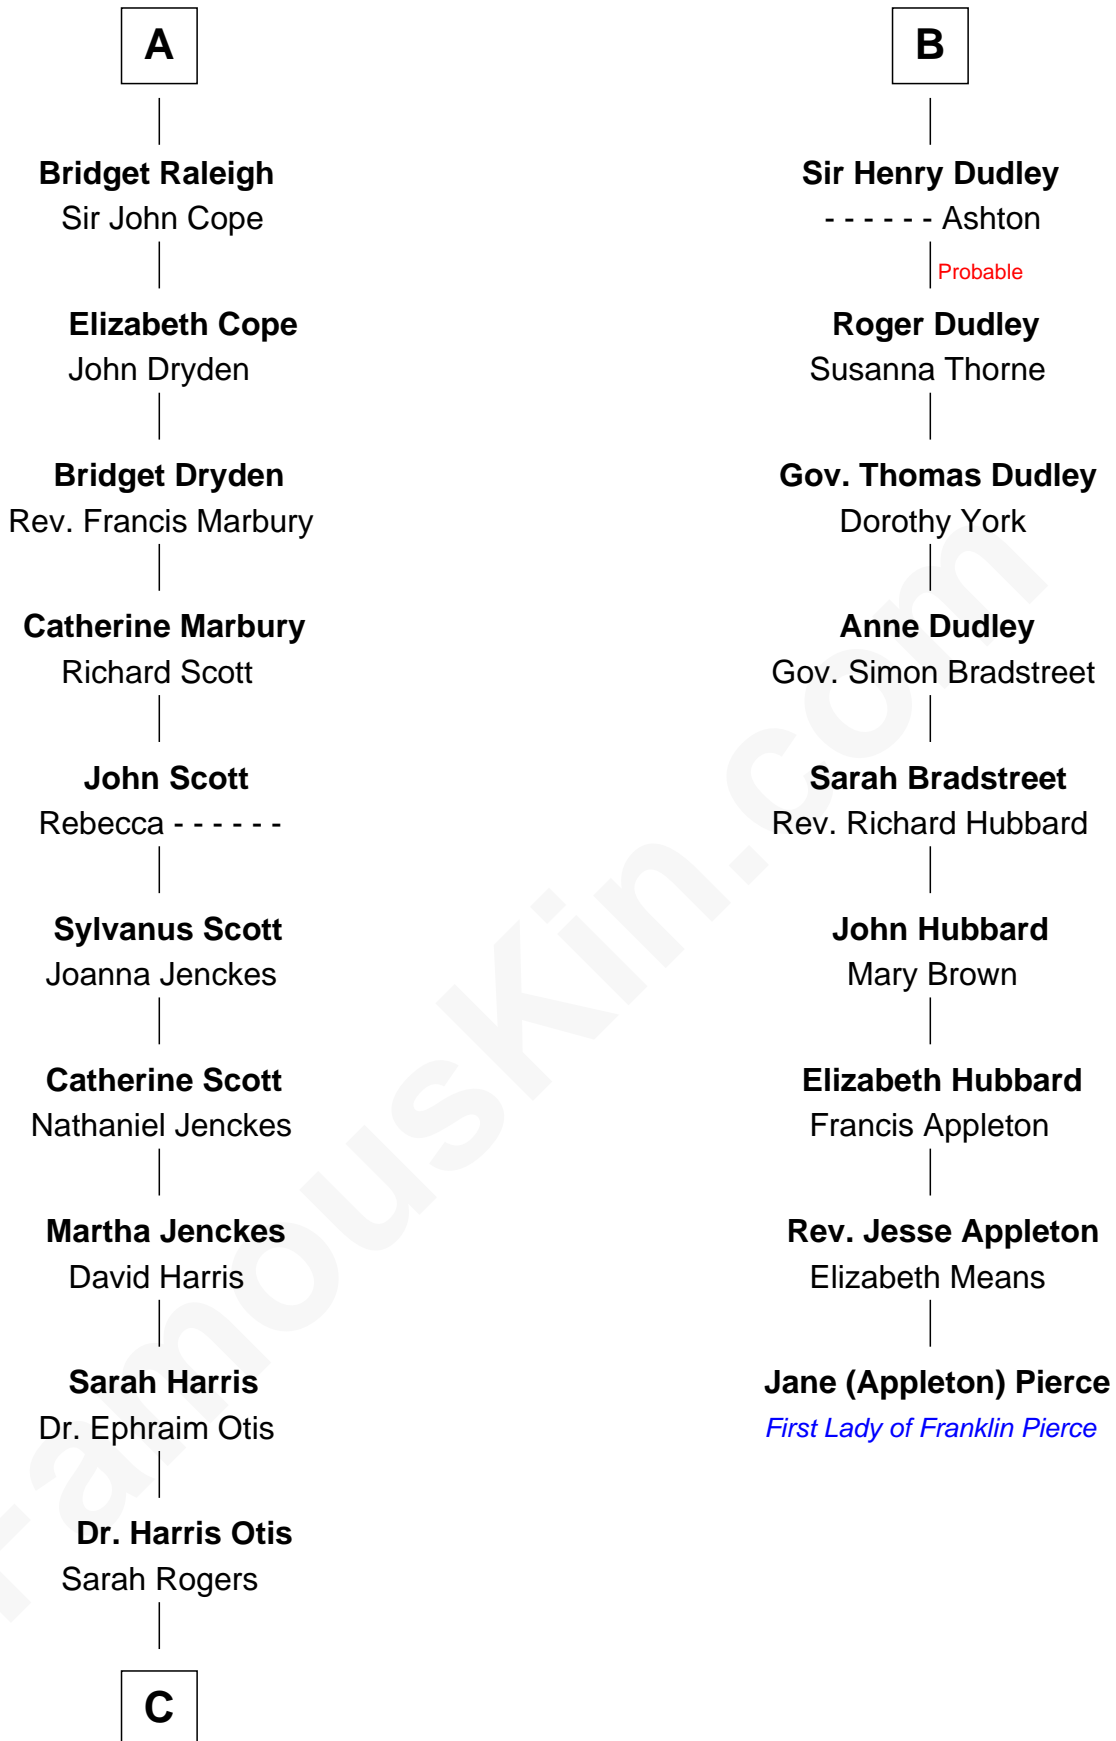 A
Bridget Raleigh
Sir John Cope
Elizabeth Cope
John Dryden
Bridget Dryden
Rev. Francis Marbury
Catherine Marbury
Richard Scott
John Scott
Rebecca - - - - - -
Sylvanus Scott
Joanna Jenckes
Catherine Scott
Nathaniel Jenckes
Martha Jenckes
David Harris
Sarah Harris
Dr. Ephraim Otis
Dr. Harris Otis
Sarah Rogers
C
B
Sir Henry Dudley
- - - - - - Ashton
Probable
Roger Dudley
Susanna Thorne
Gov. Thomas Dudley
Dorothy York
Anne Dudley
Gov. Simon Bradstreet
Sarah Bradstreet
Rev. Richard Hubbard
John Hubbard
Mary Brown
Elizabeth Hubbard
Francis Appleton
Rev. Jesse Appleton
Elizabeth Means
Jane (Appleton) Pierce
First Lady of Franklin Pierce
FamousKin.com